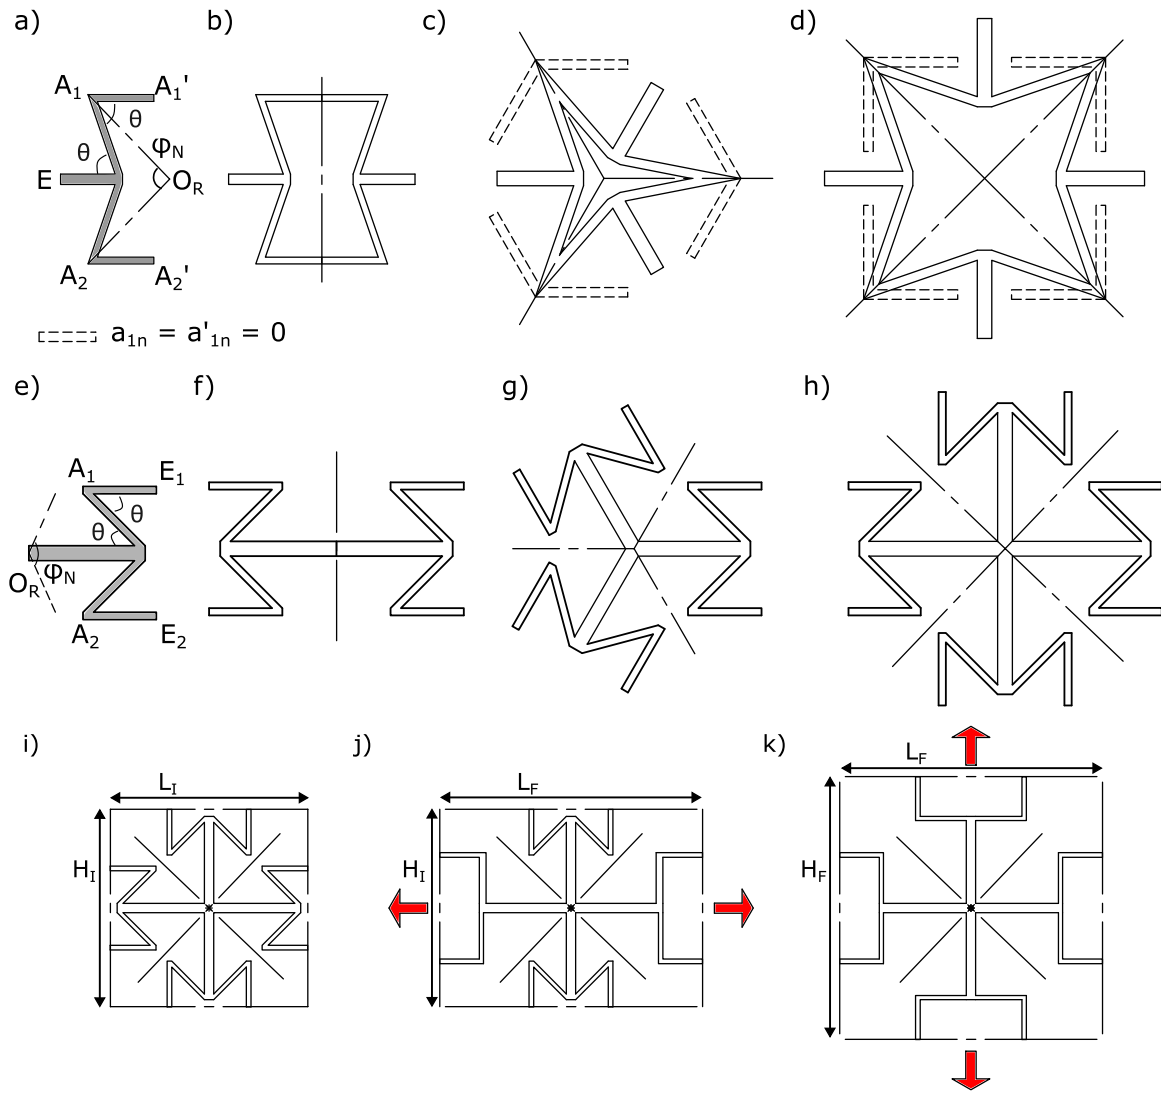 a)
b)
c)
d)
A₁
A₁'
θ
θ
φN
E
OR
A₂
A₂'
a₁ₙ = a'₁ₙ = 0
e)
f)
g)
h)
A₁
E₁
θ
θ
OR
φN
A₂
E₂
i)
j)
k)
LI
LF
LF
HI
HI
HF